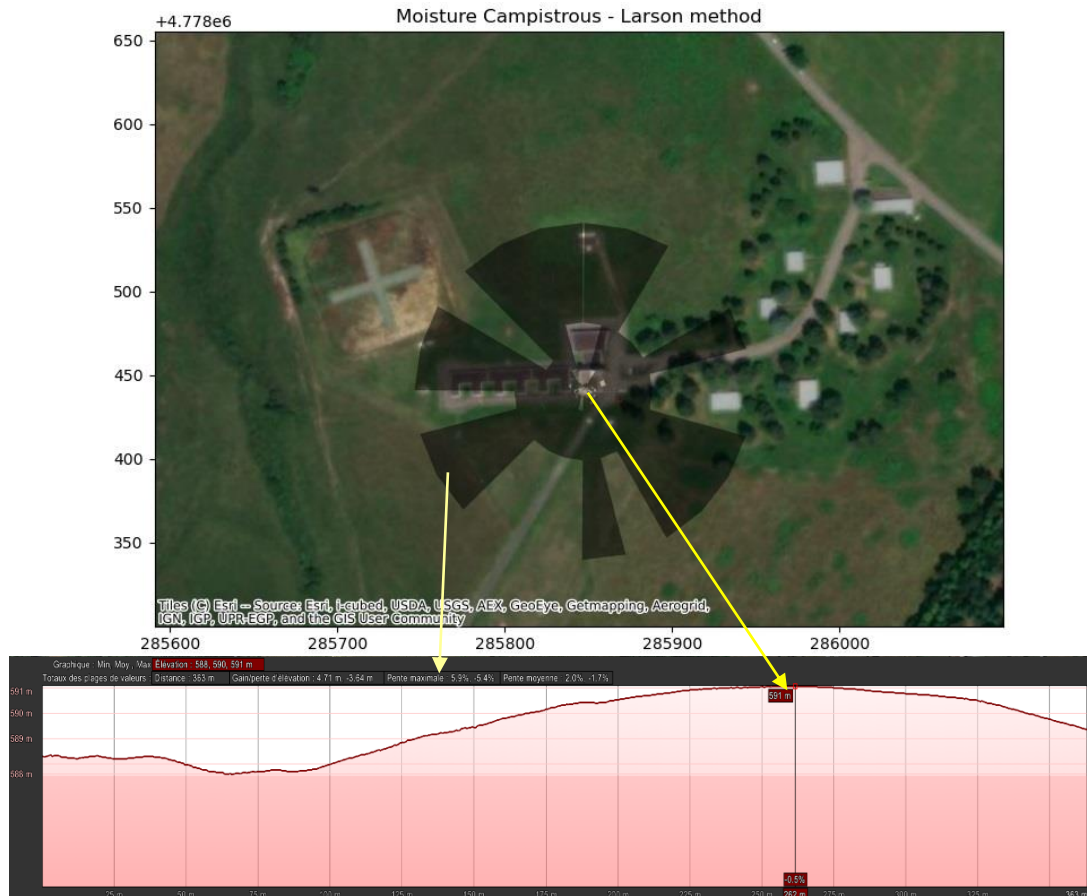 Moisture Campistrous - Larson method
+4.778e6
650
600
550
500
450
400
350
Tiles (C) Esri -- Source: Esri, i-cubed, USDA, USGS, AEX, GeoEye, Getmapping, Aerogrid,
IGN, IGP, UPR-EGP, and the GIS User Community
285600 285700 285800 285900 286000
Graphique : Min, Moy, Max Élévation : 588, 590, 591 m
Totaux des plages de valeurs : Distance : 363 m Gain/perte d'élévation : 4.71 m -3.64 m Pente maximale : 5.9% -5.4% Pente moyenne : 2.0% -1.7%
591 m
591 m
590 m
589 m
588 m
-0.5%
25 m 50 m 75 m 100 m 125 m 150 m 175 m 200 m 225 m 250 m 262 m 275 m 300 m 325 m 363 m